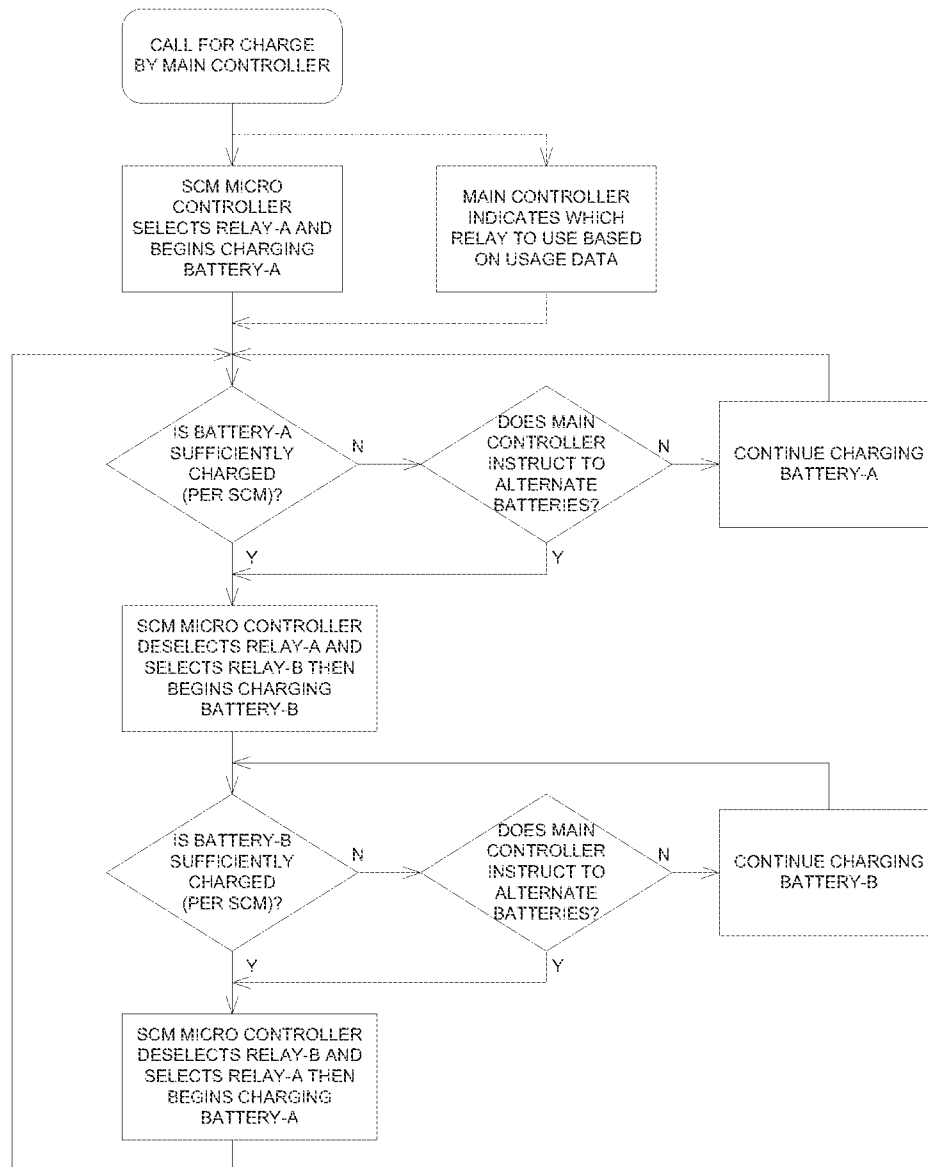 CALL FOR CHARGE
BY MAIN CONTROLLER
SCM MICRO
CONTROLLER
SELECTS RELAY-A AND
BEGINS CHARGING
BATTERY-A
MAIN CONTROLLER
INDICATES WHICH
RELAY TO USE BASED
ON USAGE DATA
IS BATTERY-A
SUFFICIENTLY
CHARGED
(PER SCM)?
N
DOES MAIN
CONTROLLER
INSTRUCT TO
ALTERNATE
BATTERIES?
N
CONTINUE CHARGING
BATTERY-A
Y
Y
SCM MICRO CONTROLLER
DESELECTS RELAY-A AND
SELECTS RELAY-B THEN
BEGINS CHARGING
BATTERY-B
IS BATTERY-B
SUFFICIENTLY
CHARGED
(PER SCM)?
N
DOES MAIN
CONTROLLER
INSTRUCT TO
ALTERNATE
BATTERIES?
N
CONTINUE CHARGING
BATTERY-B
Y
Y
SCM MICRO CONTROLLER
DESELECTS RELAY-B AND
SELECTS RELAY-A THEN
BEGINS CHARGING
BATTERY-A